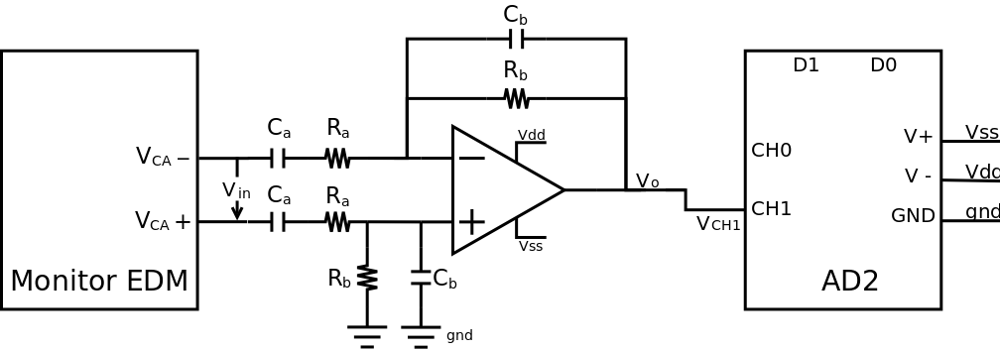 Cb
Rb
D1 D0
Ca Ra
Vdd
VCA −
CH0
V+ Vss
V - Vdd
Vin
Ca Ra
Vo
VCA +
CH1
VCH1
GND gnd
Vss
Monitor EDM
Rb Cb
AD2
gnd